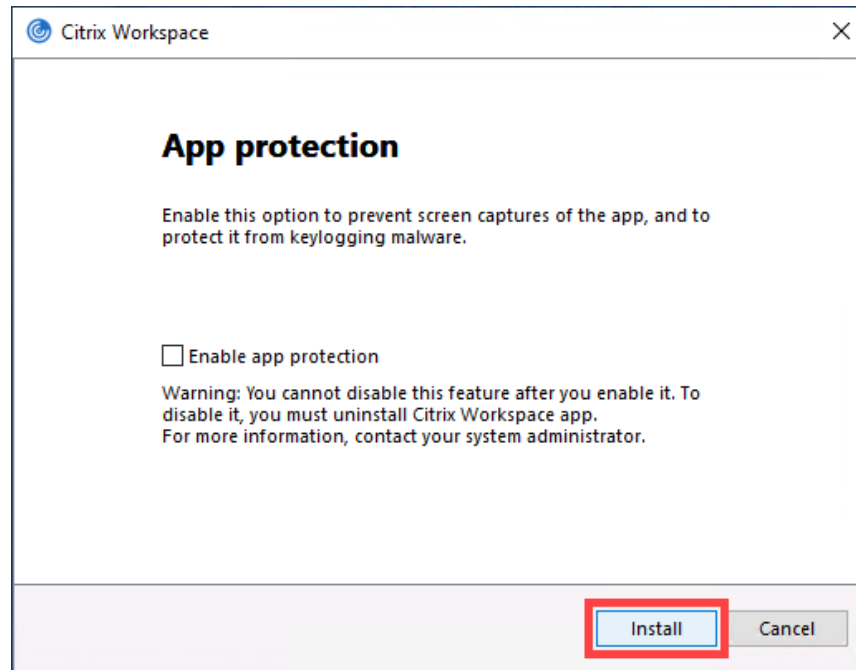 Citrix Workspace
App protection
Enable this option to prevent screen captures of the app, and to
protect it from keylogging malware.
Enable app protection
Warning: You cannot disable this feature after you enable it. To
disable it, you must uninstall Citrix Workspace app.
For more information, contact your system administrator.
Install Cancel